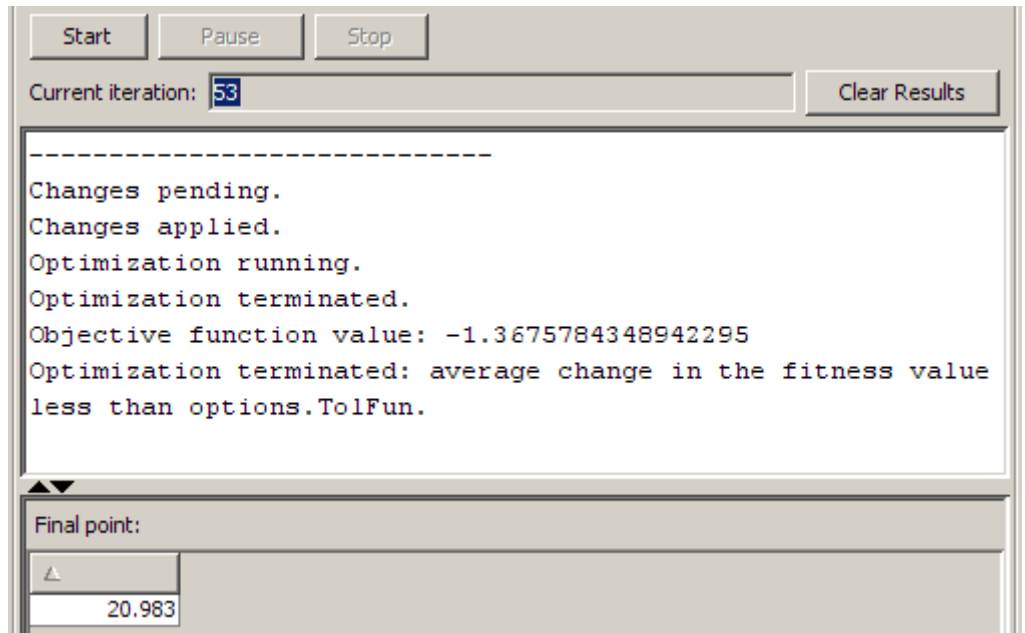 Start Pause Stop
Current iteration: 53 Clear Results
------------------------------
Changes pending.
Changes applied.
Optimization running.
Optimization terminated.
Objective function value: -1.3675784348942295
Optimization terminated: average change in the fitness value
less than options.TolFun.
Final point:
20.983